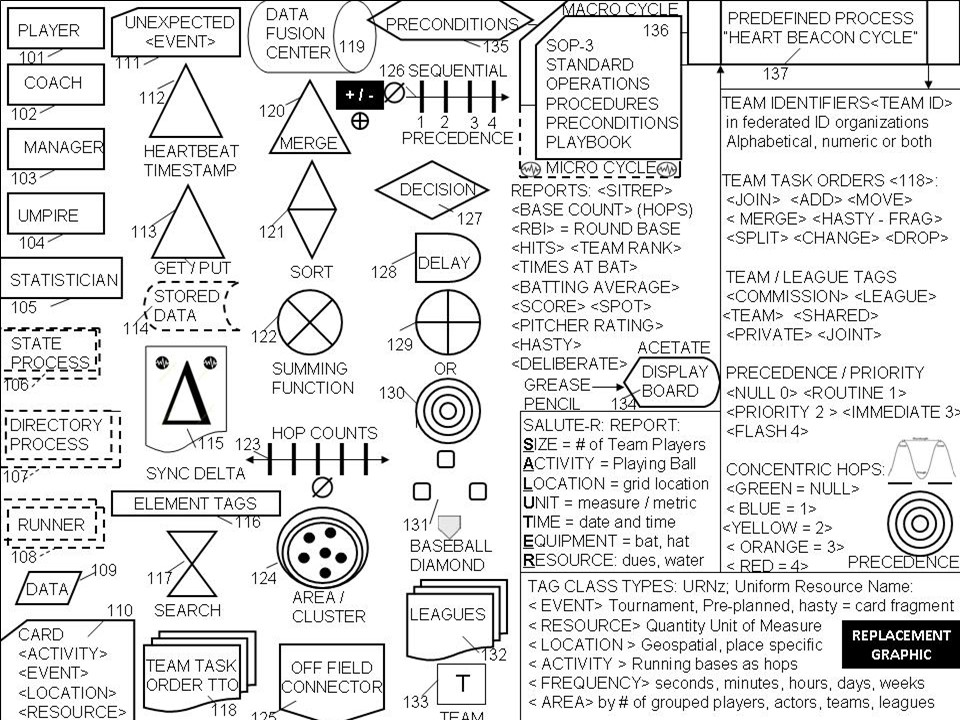 PLAYER
101
COACH
102
MANAGER
103
UMPIRE
104
STATISTICIAN
105
STATE
PROCESS
106
DIRECTORY
PROCESS
107
RUNNER
108
DATA
109
110
CARD
<ACTIVITY>
<EVENT>
<LOCATION>
<RESOURCE>
UNEXPECTED
<EVENT>
111
112
HEARTBEAT
TIMESTAMP
113
GET / PUT
STORED
DATA
114
115
SYNC DELTA
ELEMENT TAGS
116
117
SEARCH
TEAM TASK
ORDER TTO
118
DATA
FUSION
CENTER
119
120
MERGE
+ / -
121
SORT
122
SUMMING
FUNCTION
123
HOP COUNTS
124
AREA /
CLUSTER
OFF FIELD
CONNECTOR
125
PRECONDITIONS
135
126 SEQUENTIAL
1 2 3 4
PRECEDENCE
DECISION
127
128
DELAY
129
OR
130
131
BASEBALL
DIAMOND
LEAGUES
132
133
T
TEAM
MACRO CYCLE
136
SOP-3
STANDARD
OPERATIONS
PROCEDURES
PRECONDITIONS
PLAYBOOK
MICRO CYCLE
REPORTS: <SITREP>
<BASE COUNT> (HOPS)
<RBI> = ROUND BASE
<HITS> <TEAM RANK>
<TIMES AT BAT>
<BATTING AVERAGE>
<SCORE> <SPOT>
<PITCHER RATING>
<HASTY>
<DELIBERATE>
ACETATE
GREASE
PENCIL
DISPLAY
BOARD
134
SALUTE-R: REPORT:
SIZE = # of Team Players
ACTIVITY = Playing Ball
LOCATION = grid location
UNIT = measure / metric
TIME = date and time
EQUIPMENT = bat, hat
RESOURCE: dues, water
PREDEFINED PROCESS
"HEART BEACON CYCLE"
137
TEAM IDENTIFIERS<TEAM ID>
in federated ID organizations
Alphabetical, numeric or both
TEAM TASK ORDERS <118>:
<JOIN> <ADD> <MOVE>
< MERGE> <HASTY - FRAG>
<SPLIT> <CHANGE> <DROP>
TEAM / LEAGUE TAGS
<COMMISSION> <LEAGUE>
<TEAM> <SHARED>
<PRIVATE> <JOINT>
PRECEDENCE / PRIORITY
<NULL 0> <ROUTINE 1>
<PRIORITY 2 > <IMMEDIATE 3>
<FLASH 4>
CONCENTRIC HOPS:
<GREEN = NULL>
< BLUE = 1>
<YELLOW = 2>
< ORANGE = 3>
< RED = 4>
PRECEDENCE
TAG CLASS TYPES: URNz; Uniform Resource Name:
< EVENT> Tournament, Pre-planned, hasty = card fragment
< RESOURCE> Quantity Unit of Measure
< LOCATION > Geospatial, place specific
< ACTIVITY > Running bases as hops
< FREQUENCY> seconds, minutes, hours, days, weeks
< AREA> by # of grouped players, actors, teams, leagues
REPLACEMENT
GRAPHIC